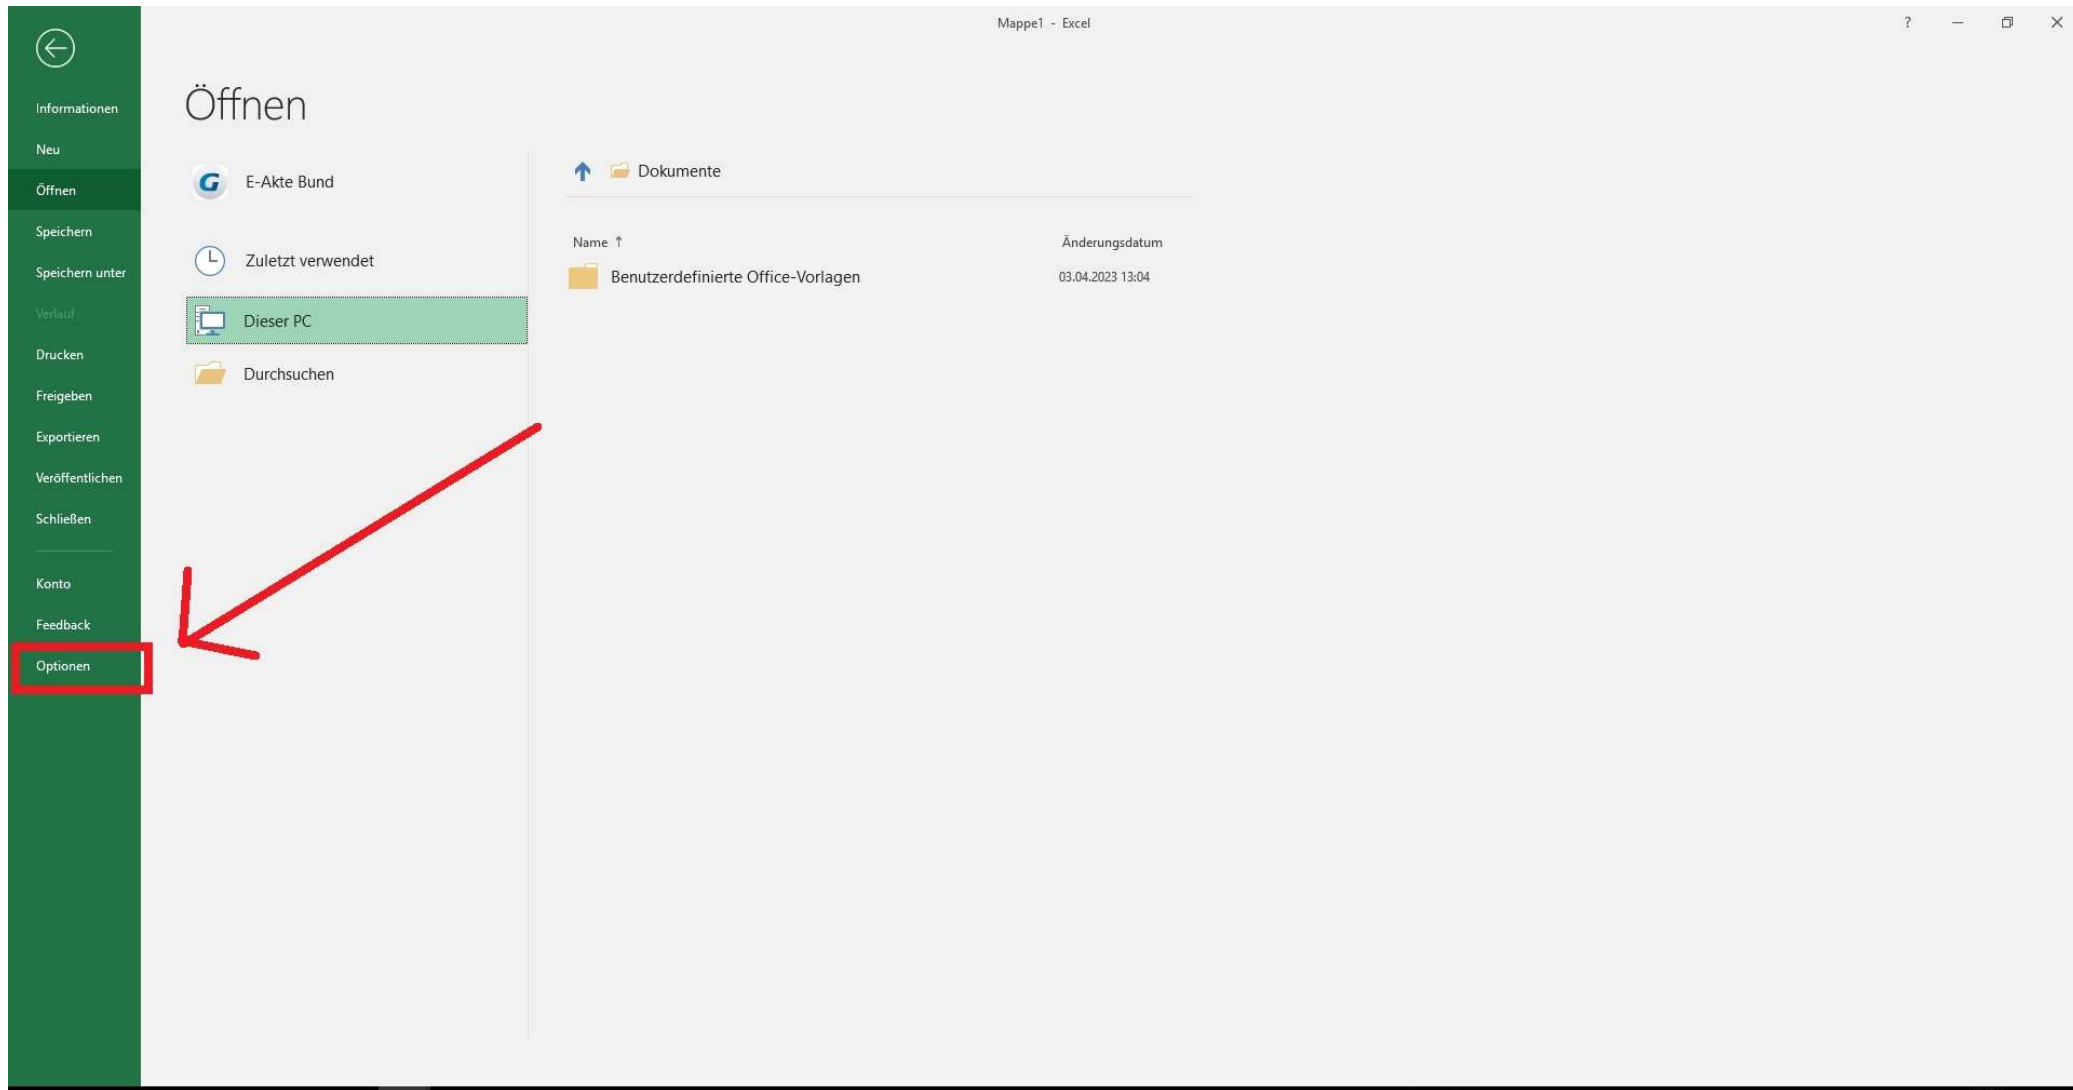 Mappe1 - Excel
?
Informationen
Neu
Öffnen
Speichern
Speichern unter
Verlauf
Drucken
Freigeben
Exportieren
Veröffentlichen
Schließen
Konto
Feedback
Optionen
Öffnen
G E-Akte Bund
Zuletzt verwendet
Dieser PC
Durchsuchen
Dokumente
Name ↑ Änderungsdatum
Benutzerdefinierte Office-Vorlagen 03.04.2023 13:04